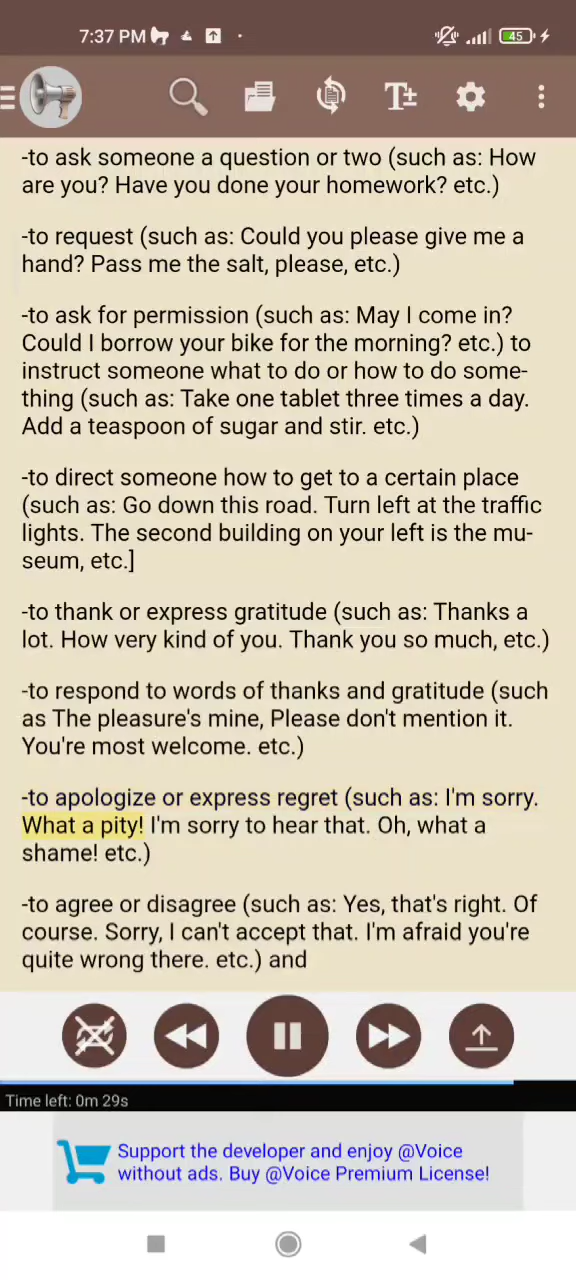 7:37 PM
45
T±
-to ask someone a question or two (such as: How
are you? Have you done your homework? etc.)
-to request (such as: Could you please give me a
hand? Pass me the salt, please, etc.)
-to ask for permission (such as: May I come in?
Could I borrow your bike for the morning? etc.) to
instruct someone what to do or how to do some-
thing (such as: Take one tablet three times a day.
Add a teaspoon of sugar and stir. etc.)
-to direct someone how to get to a certain place
(such as: Go down this road. Turn left at the traffic
lights. The second building on your left is the mu-
seum, etc.]
-to thank or express gratitude (such as: Thanks a
lot. How very kind of you. Thank you so much, etc.)
-to respond to words of thanks and gratitude (such
as The pleasure's mine, Please don't mention it.
You're most welcome. etc.)
-to apologize or express regret (such as: I'm sorry.
What a pity! I'm sorry to hear that. Oh, what a
shame! etc.)
-to agree or disagree (such as: Yes, that's right. Of
course. Sorry, I can't accept that. I'm afraid you're
quite wrong there. etc.) and
Time left: 0m 29s
Support the developer and enjoy @Voice
without ads. Buy @Voice Premium License!